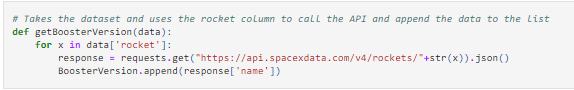 # Takes the dataset and uses the rocket column to call the API and append the data to the list
def getBoosterVersion(data):
    for x in data['rocket']:
        response = requests.get("https://api.spacexdata.com/v4/rockets/"+str(x)).json()
        BoosterVersion.append(response['name'])